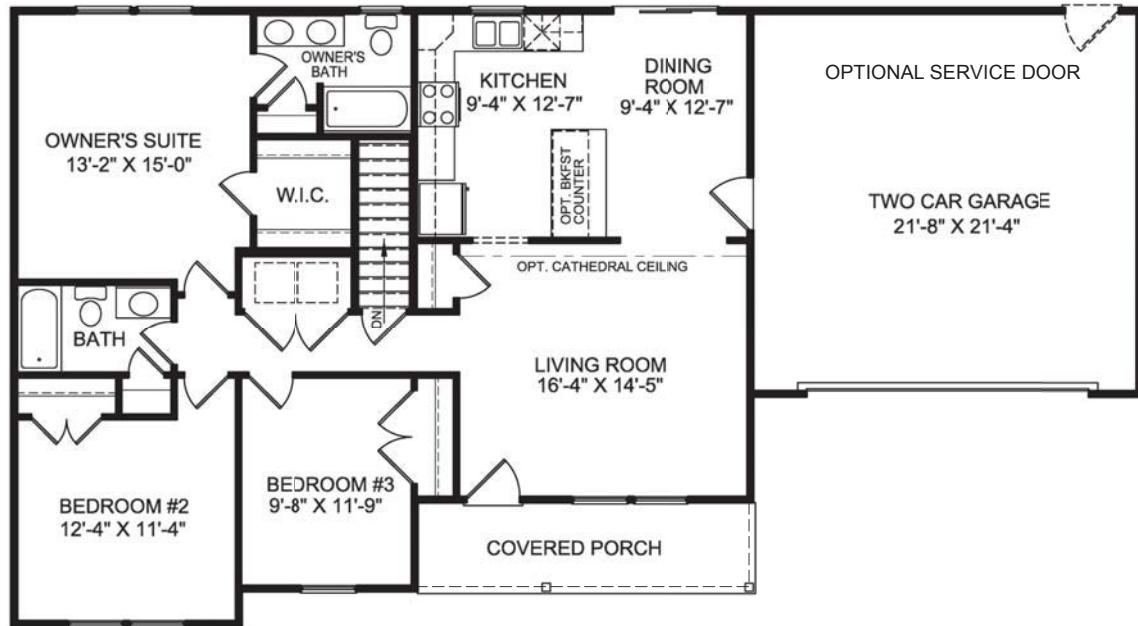 OWNER'S
BATH
KITCHEN
9'-4" X 12'-7"
DINING
ROOM
9'-4" X 12'-7"
OPTIONAL SERVICE DOOR
OWNER'S SUITE
13'-2" X 15'-0"
W.I.C.
OPT. BKFST
COUNTER
TWO CAR GARAGE
21'-8" X 21'-4"
OPT. CATHEDRAL CEILING
DN
BATH
LIVING ROOM
16'-4" X 14'-5"
BEDROOM #2
12'-4" X 11'-4"
BEDROOM #3
9'-8" X 11'-9"
COVERED PORCH